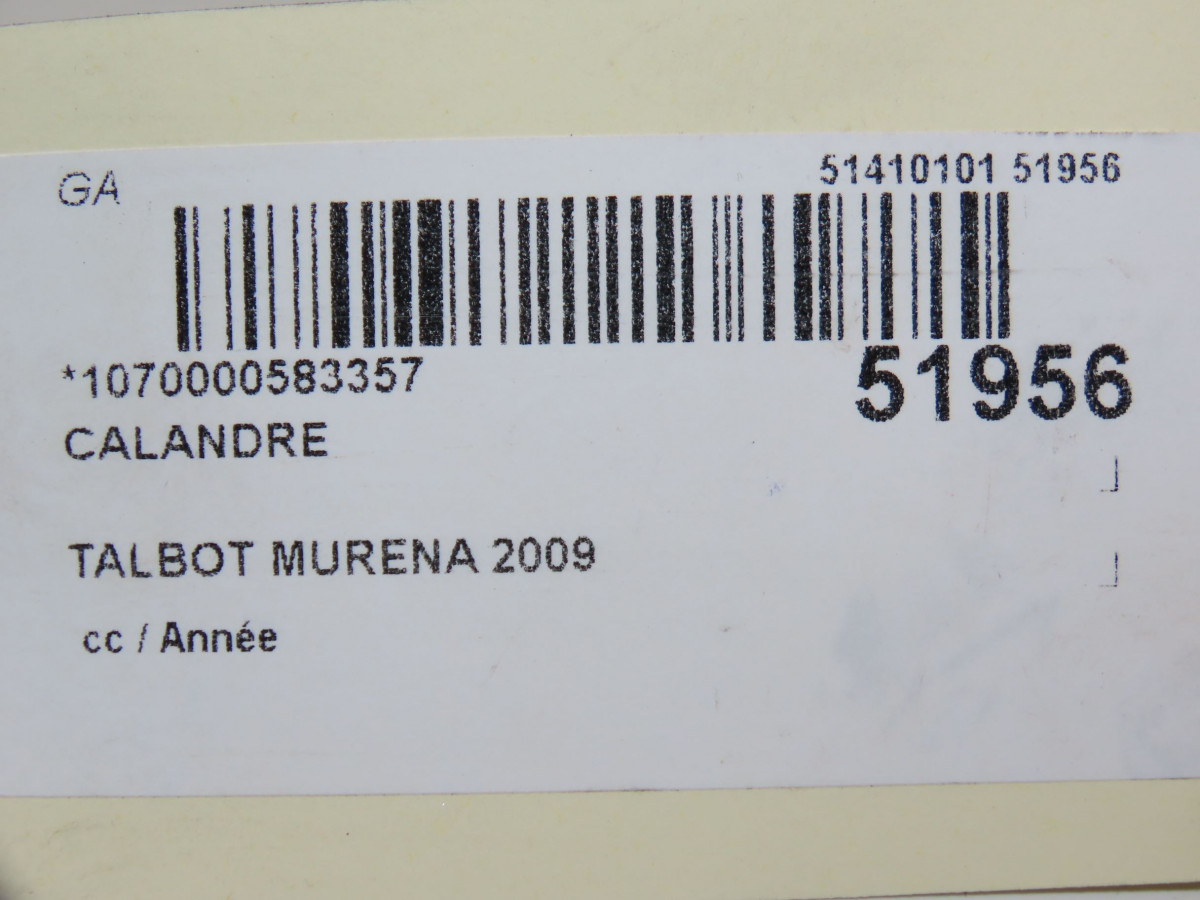 GA
51410101 51956
*1070000583357
51956
CALANDRE
TALBOT MURENA 2009
cc / Année